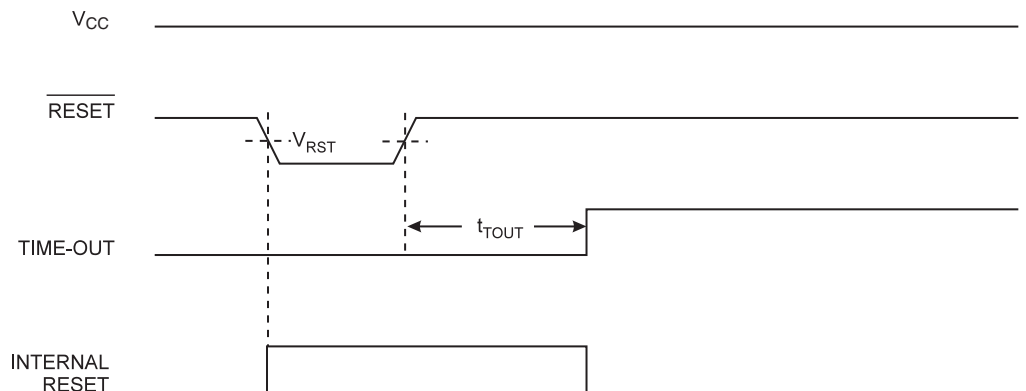 VCC
RESET
VRST
tTOUT
TIME-OUT
INTERNAL
RESET